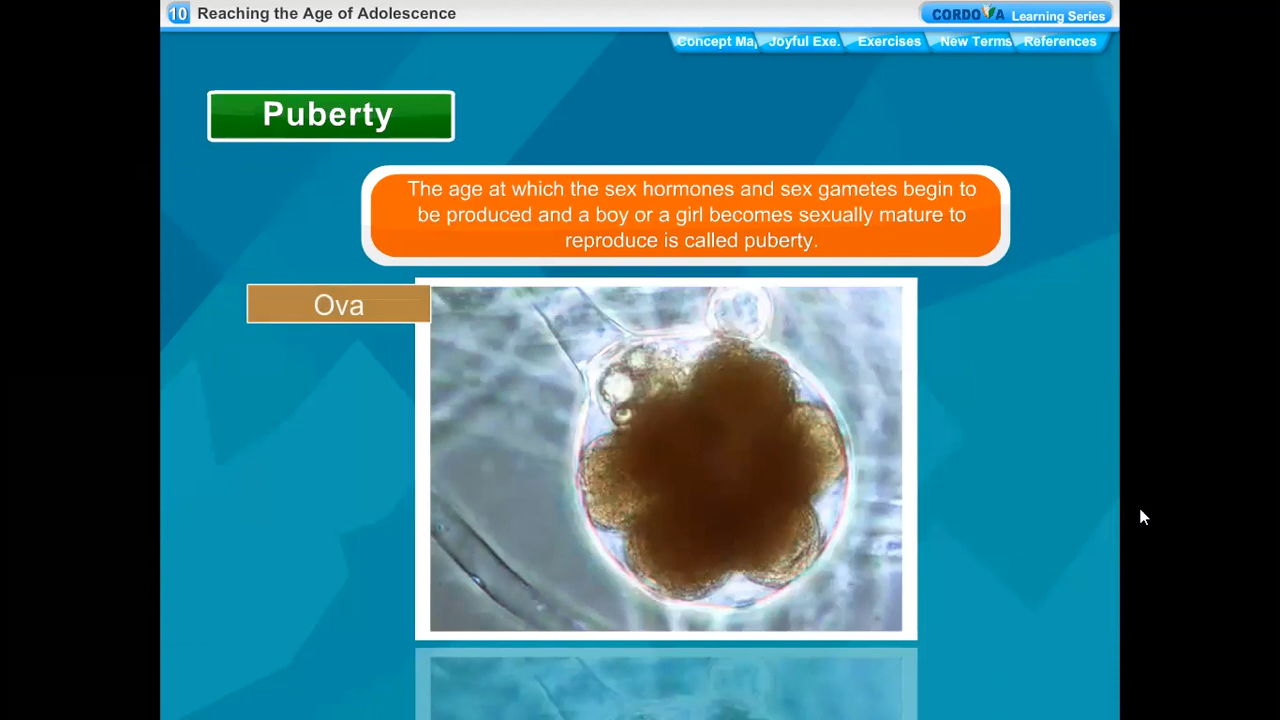 10 Reaching the Age of Adolescence
CORDOVA Learning Series
Concept Ma
Joyful Exe.
Exercises
New Terms
References
Puberty
The age at which the sex hormones and sex gametes begin to
be produced and a boy or a girl becomes sexually mature to
reproduce is called puberty.
Ova